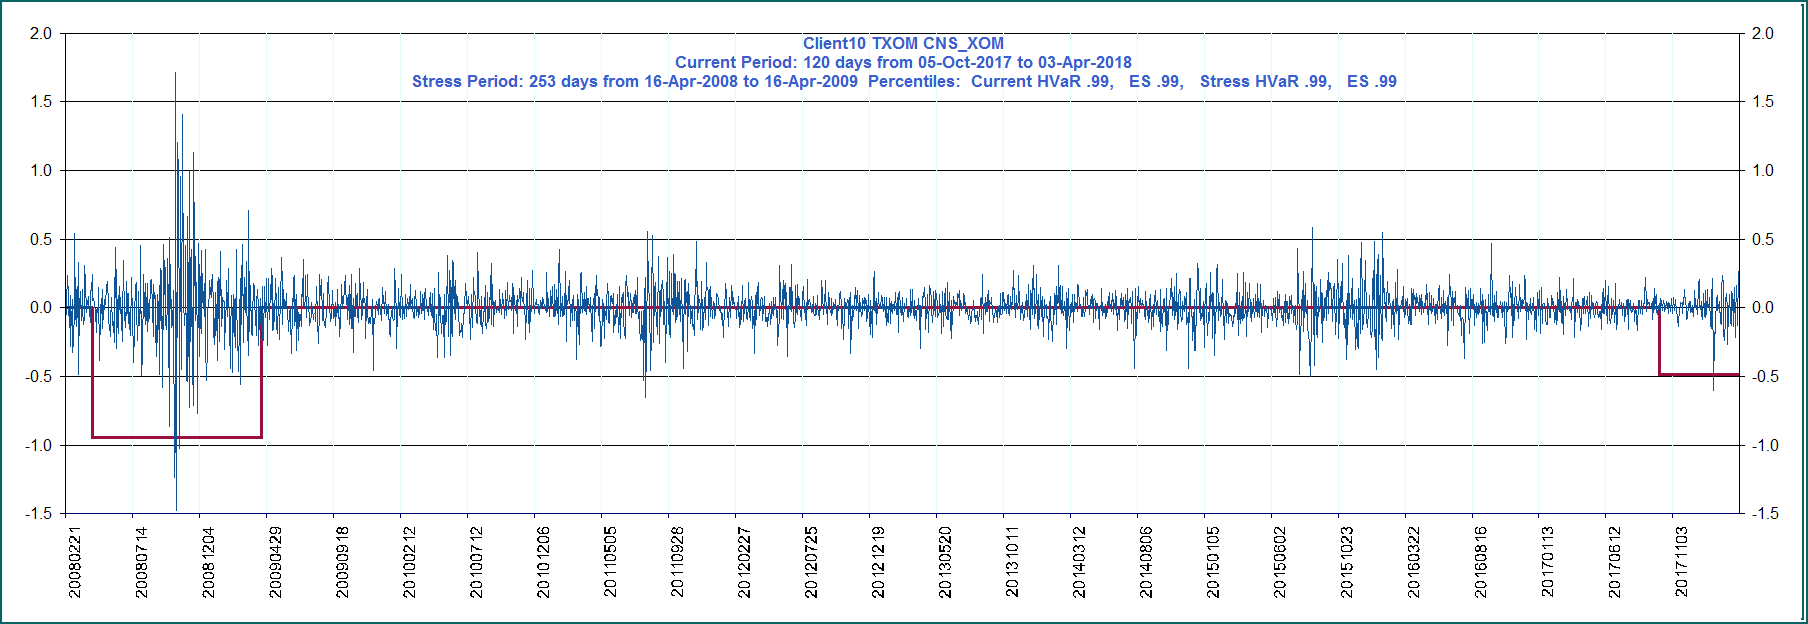 Client10 TXOM CNS_XOM
Current Period: 120 days from 05-Oct-2017 to 03-Apr-2018
Stress Period: 253 days from 16-Apr-2008 to 16-Apr-2009  Percentiles:  Current HVaR .99,   ES .99,   Stress HVaR .99,   ES .99
2.0 2.0
1.5 1.5
1.0 1.0
0.5 0.5
0.0 0.0
-0.5 -0.5
-1.0 -1.0
-1.5 -1.5
20080221 20080714 20081204 20090429 20090918 20100212 20100712 20101206 20110505 20110928 20120227 20120725 20121219 20130520 20131011 20140312 20140806 20150105 20150602 20151023 20160322 20160816 20170113 20170612 20171103